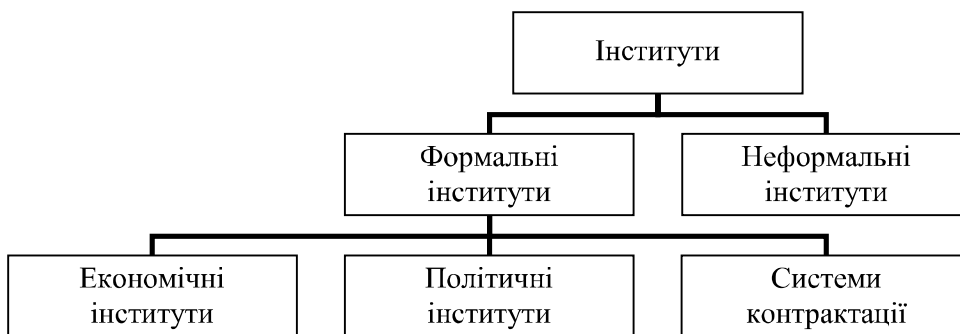 Інститути
Формальні
інститути
Неформальні
інститути
Економічні
інститути
Політичні
інститути
Системи
контрактації